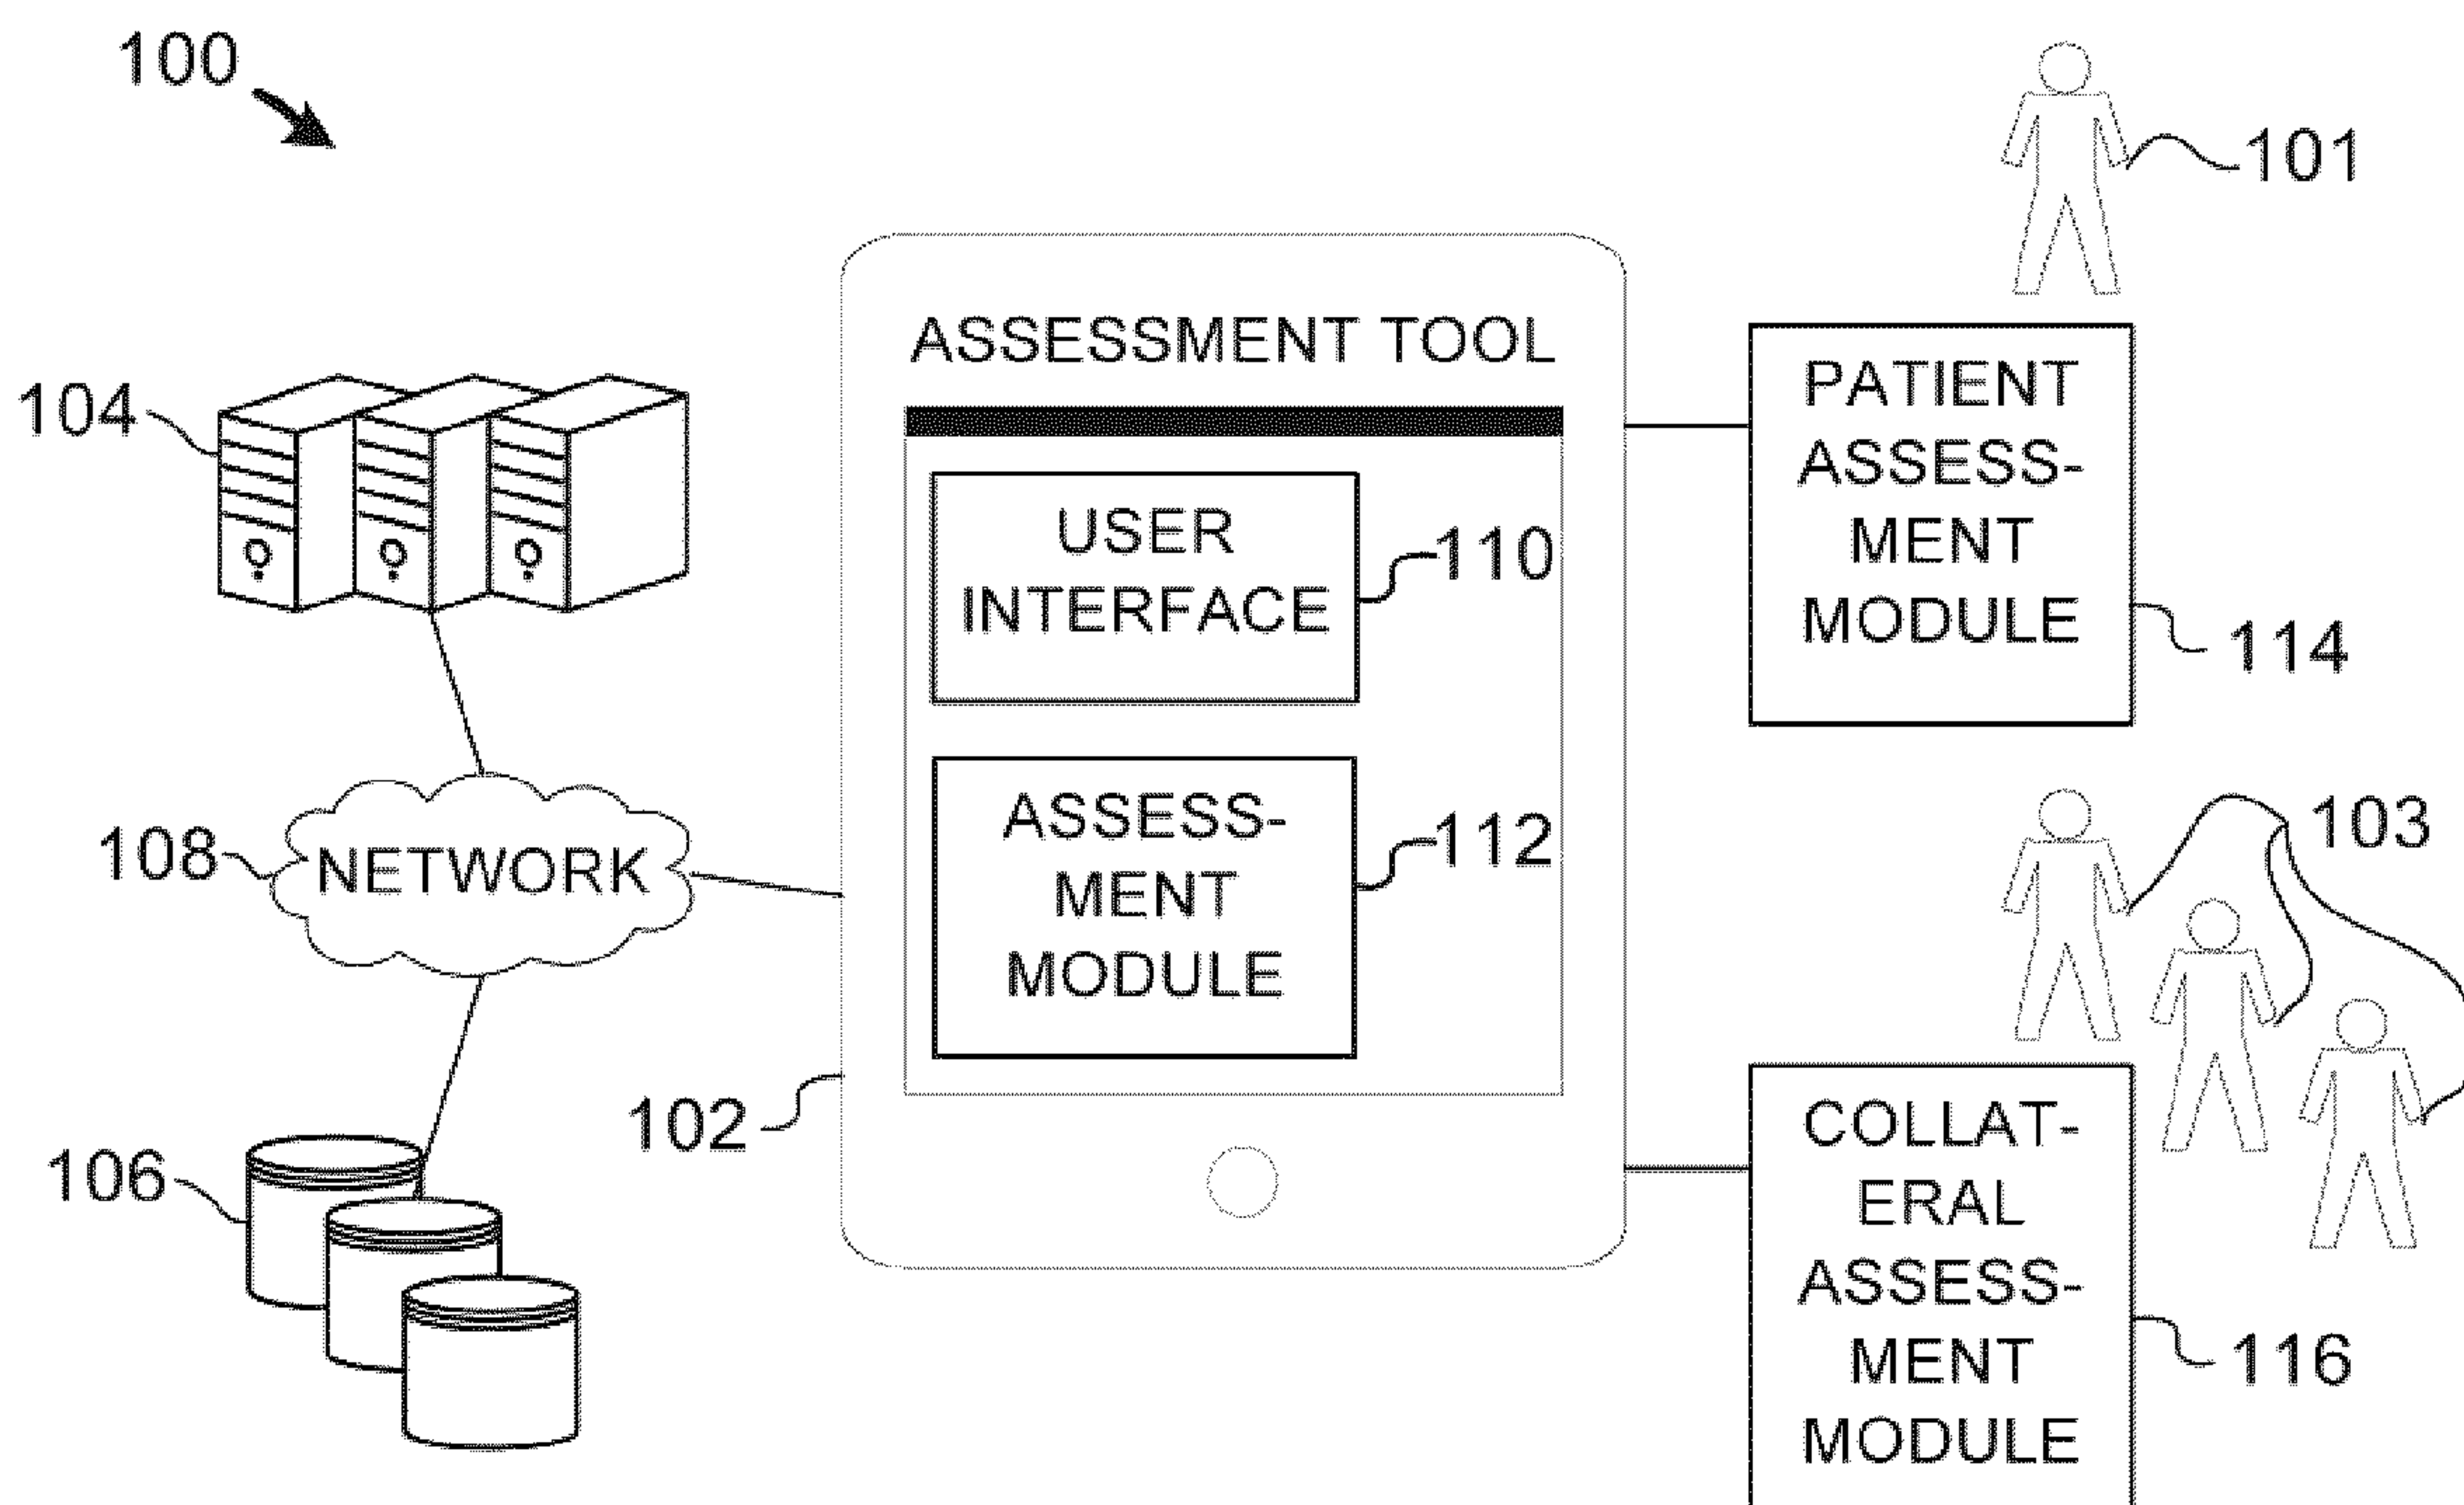 100
101
ASSESSMENT TOOL
104
PATIENT
ASSESS-
MENT
MODULE
114
USER
INTERFACE
110
ASSESS-
MENT
MODULE
112
108
NETWORK
103
102
106
COLLAT-
ERAL
ASSESS-
MENT
MODULE
116